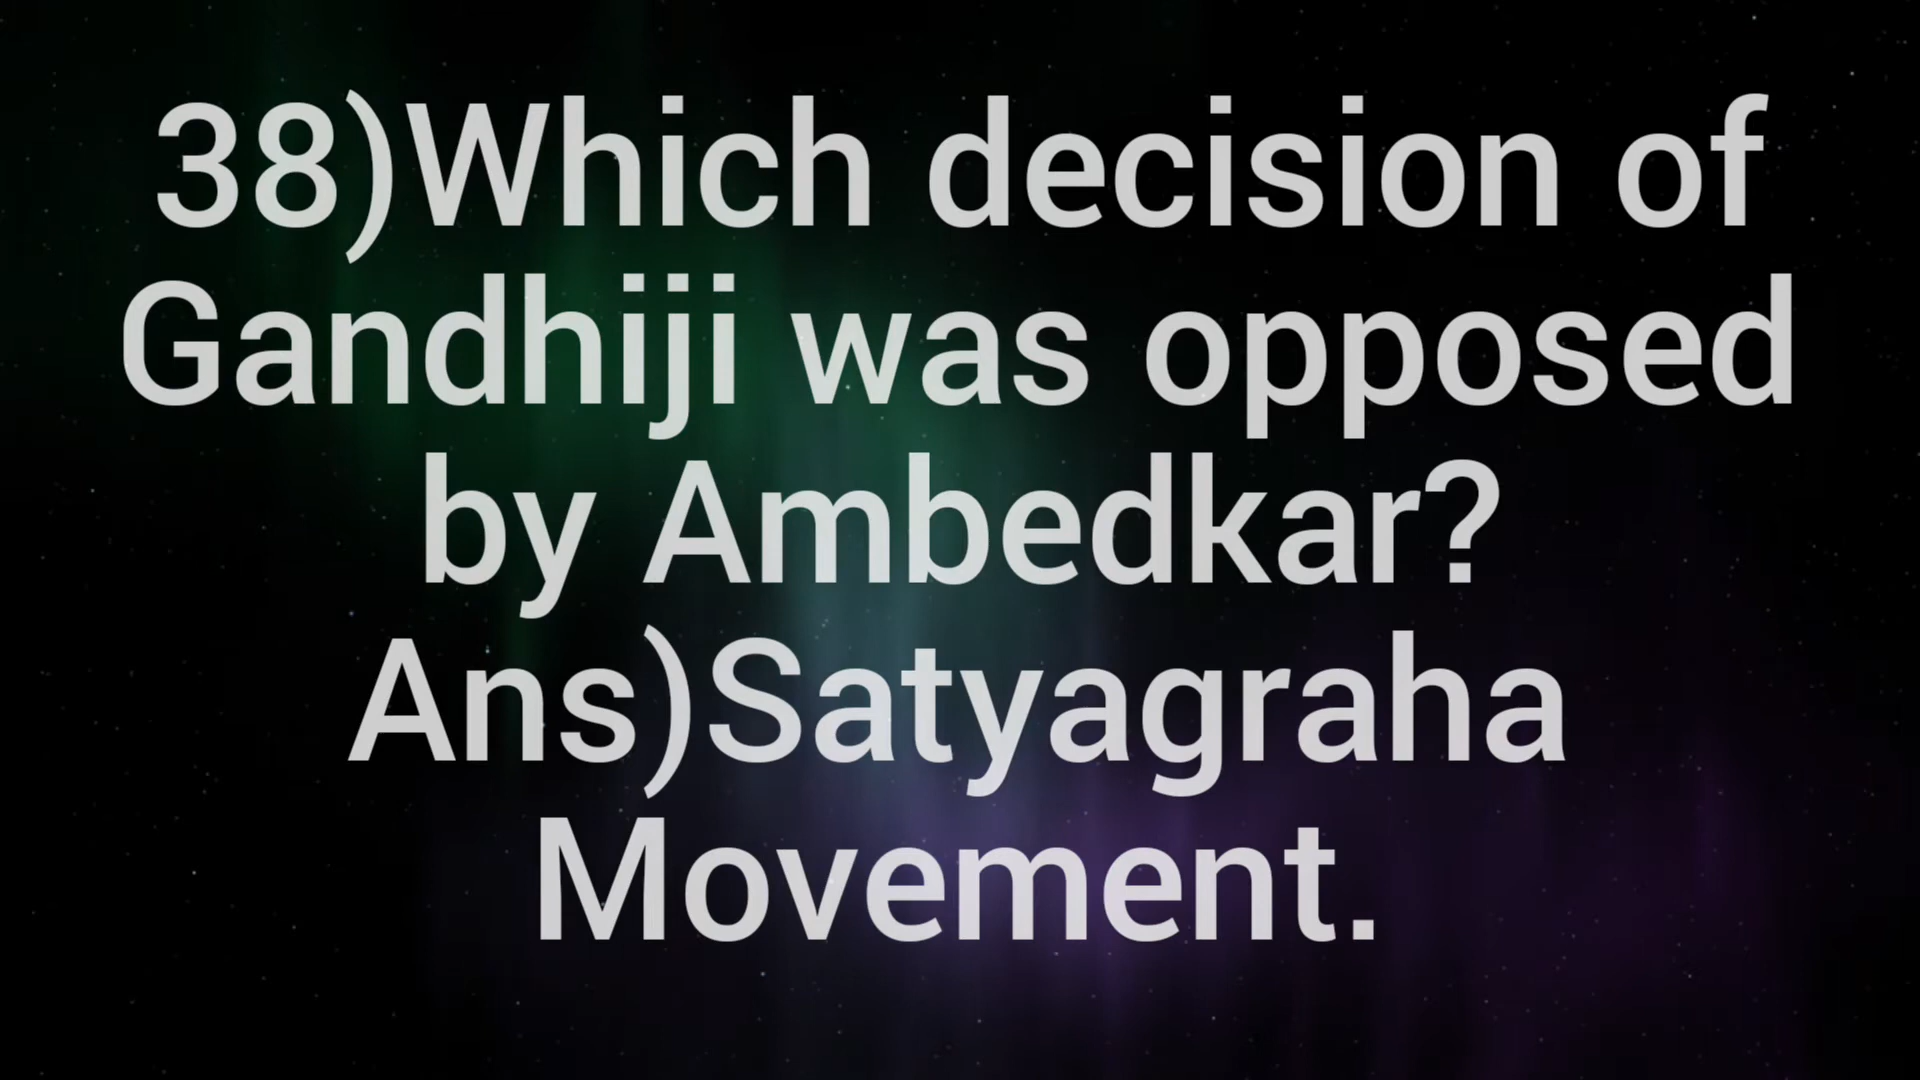 38)Which decision of
Gandhiji was opposed
by Ambedkar?
Ans)Satyagraha
Movement.